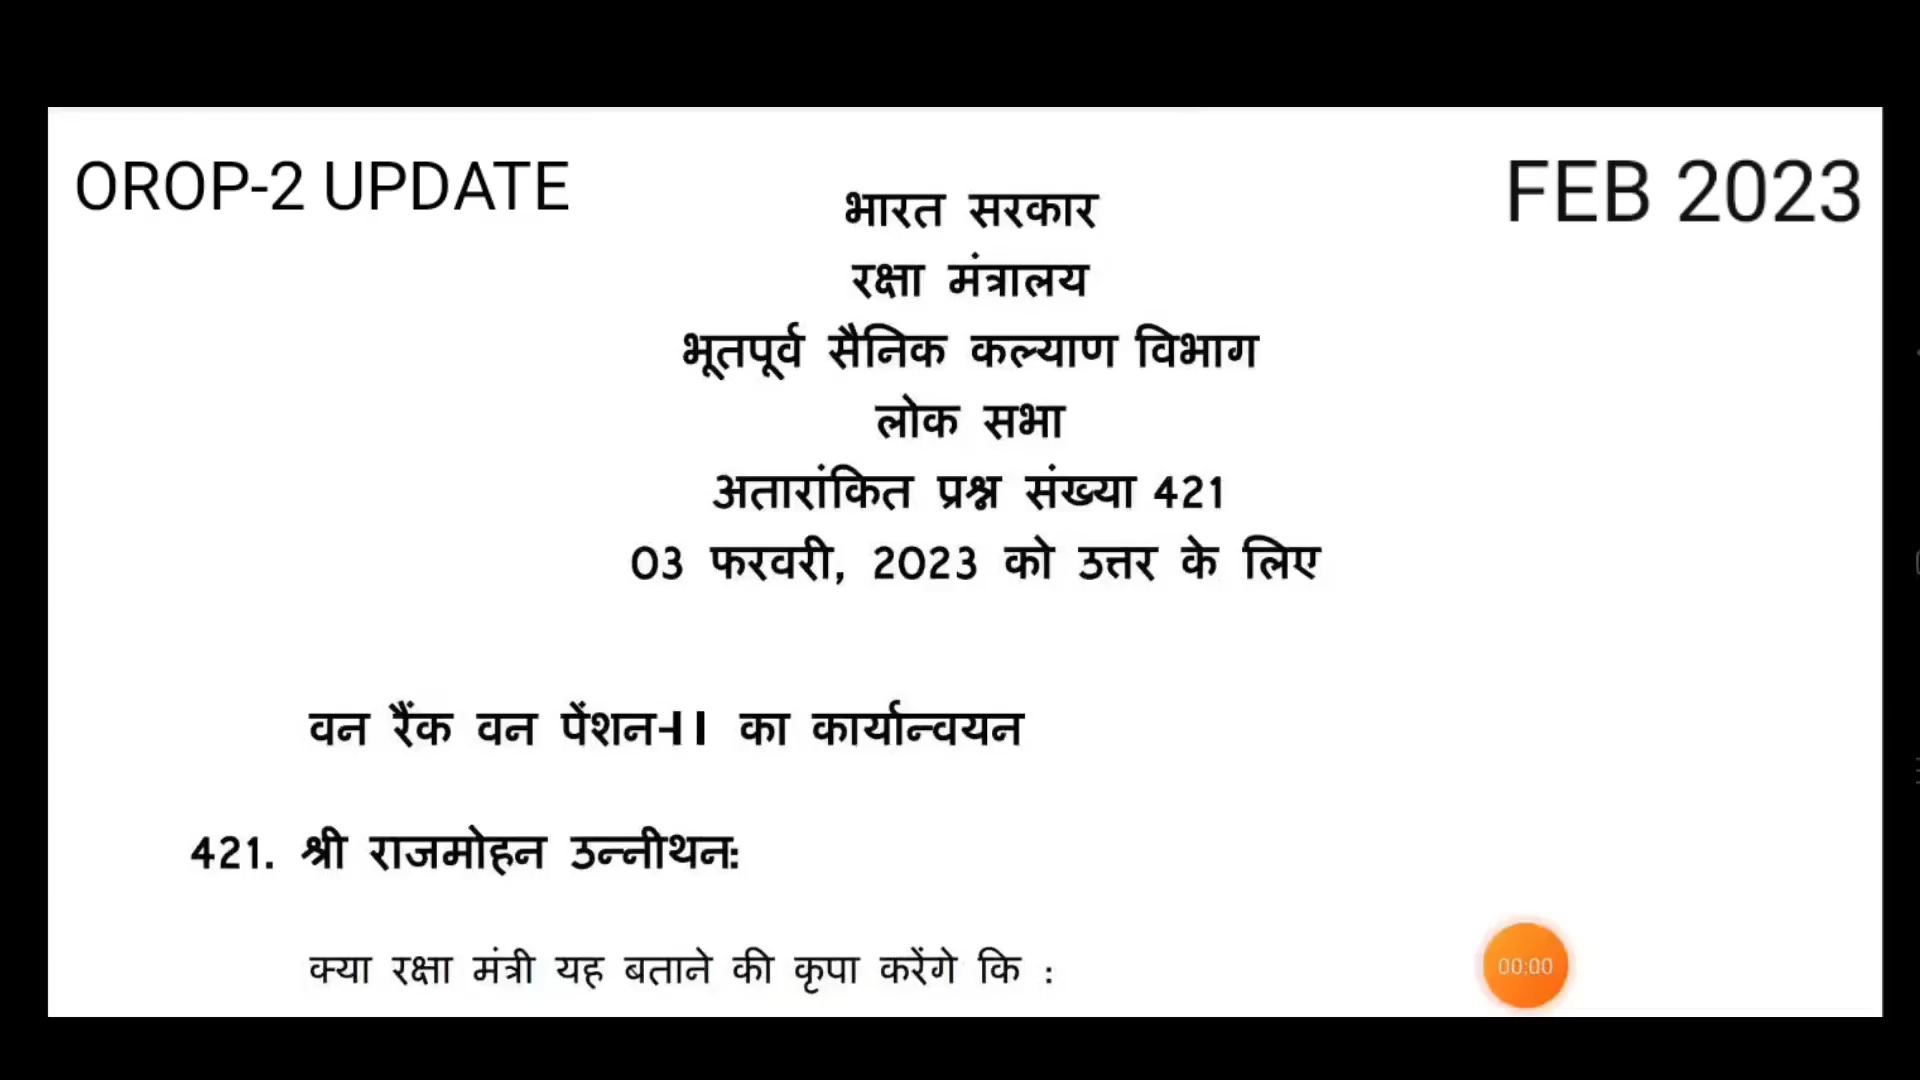 OROP-2 UPDATE
FEB 2023
भारत सरकार
रक्षा मंत्रालय
भूतपूर्व सैनिक कल्याण विभाग
लोक सभा
अतारांकित प्रश्न संख्या 421
03 फरवरी, 2023 को उत्तर के लिए
वन रैंक वन पेंशन-II का कार्यान्वयन
421. श्री राजमोहन उन्नीथन:
क्या रक्षा मंत्री यह बताने की कृपा करेंगे कि :
00:00